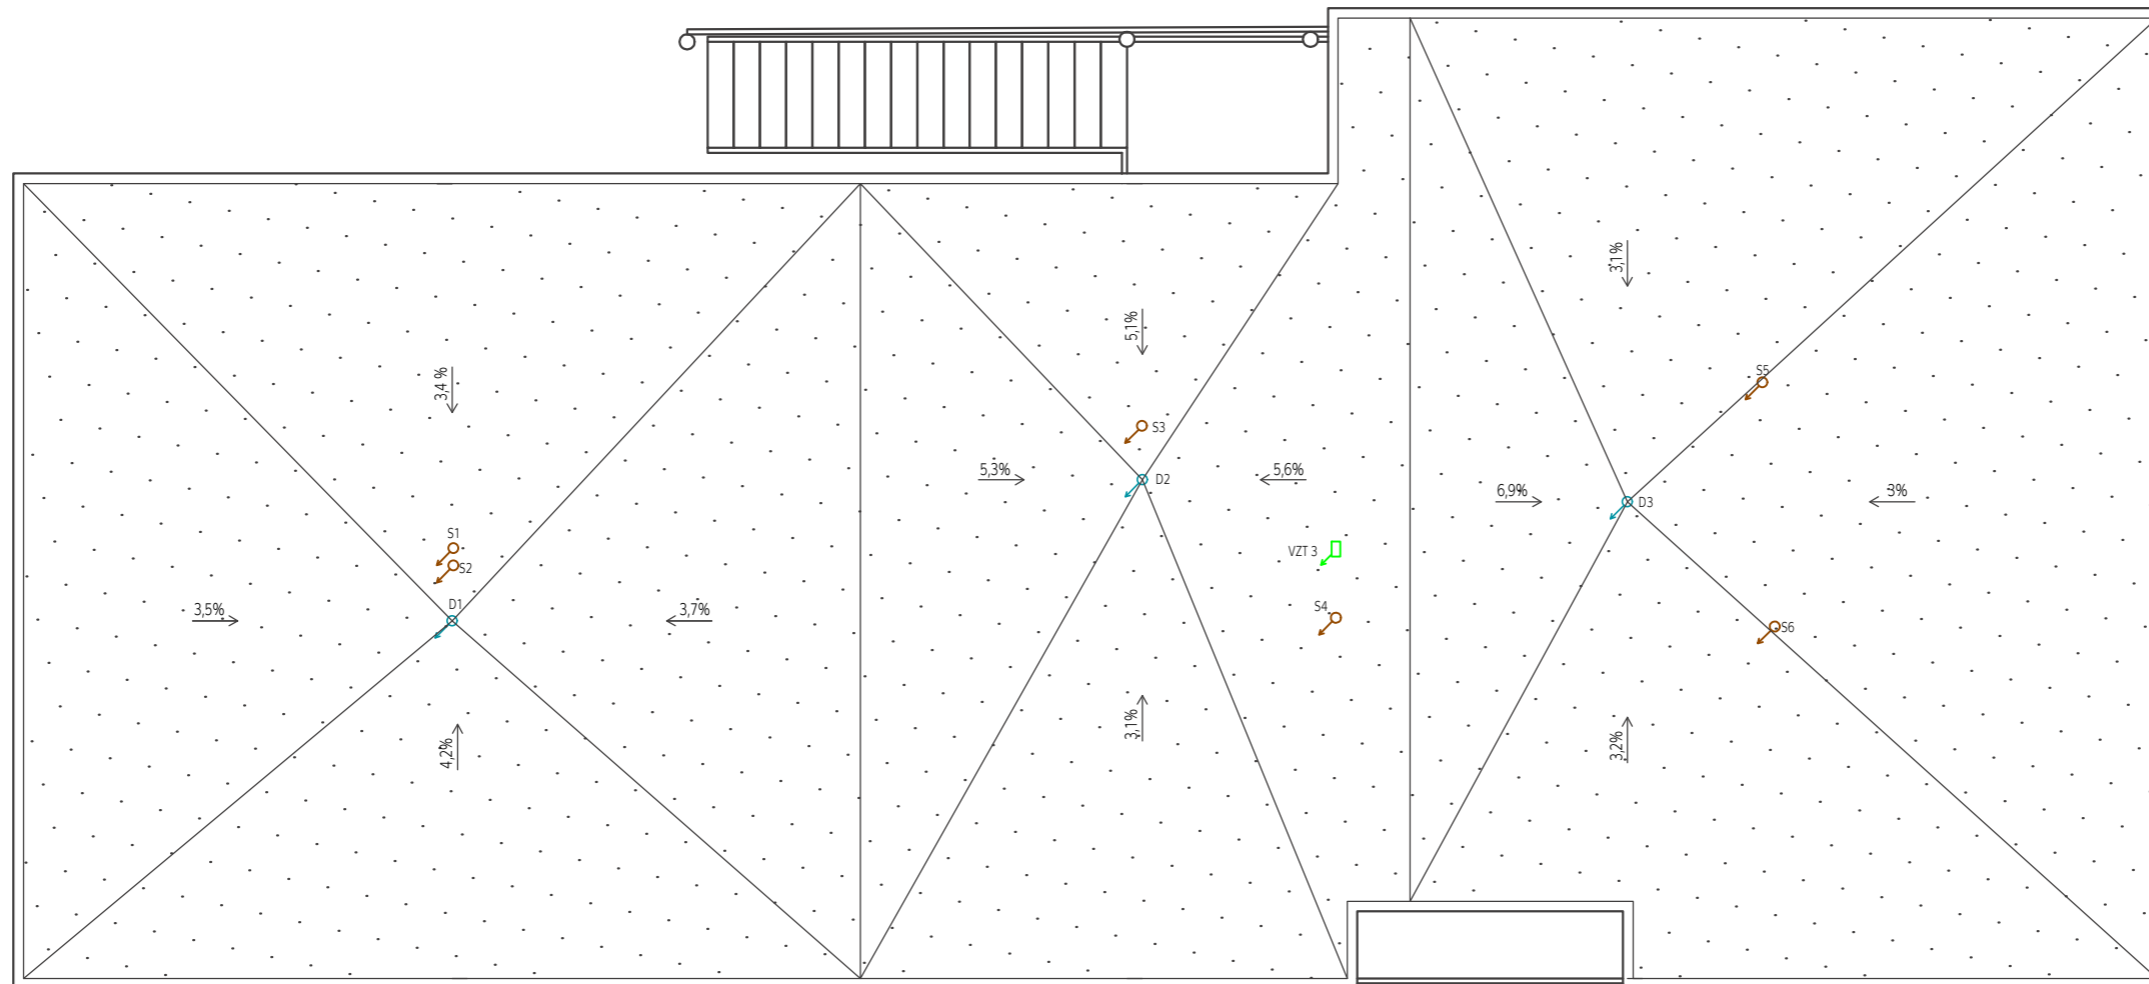 3,1%
5,1%
S5
3,4 %
S3
5,3%
D2
5,6%
6,9%
D3
3%
S1
VZT 3
S2
D1
S4
3,5%
3,7%
S6
3,1%
3,2%
4,2%